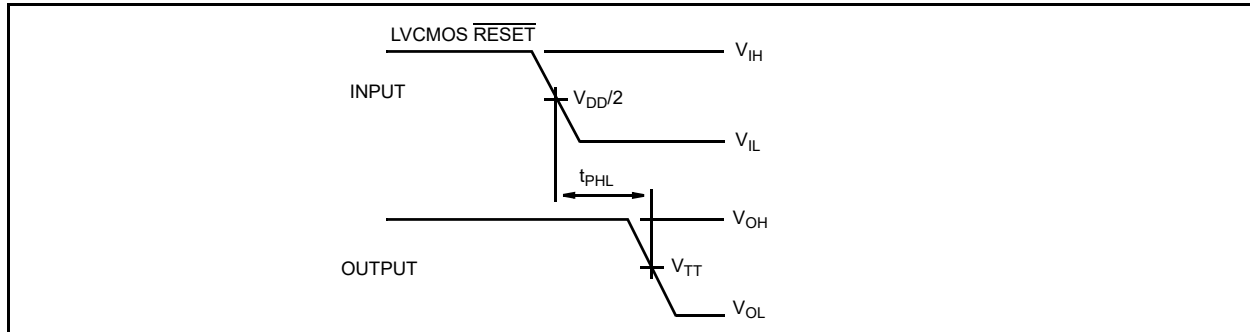 LVCMOS RESET
V_IH
INPUT
V_DD/2
V_IL
t_PHL
V_OH
OUTPUT
V_TT
V_OL